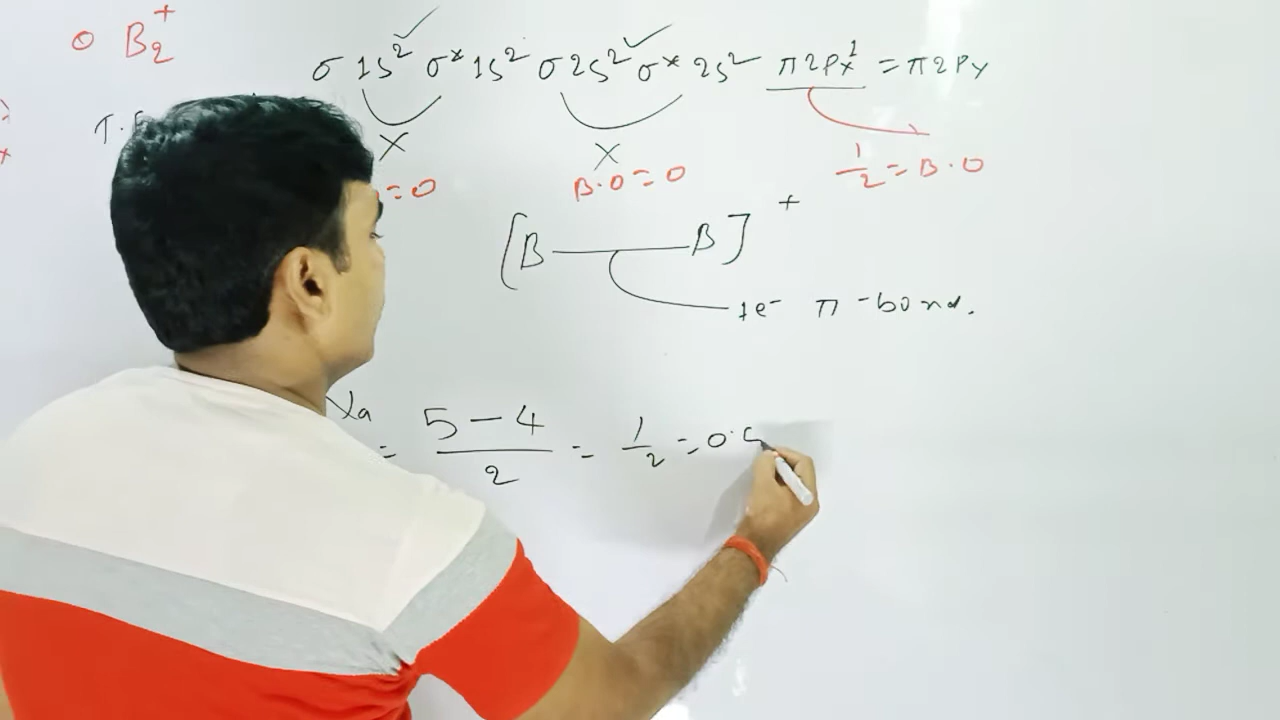 B₂⁺
σ1s² σ*1s² σ2s² σ*2s² π2Px¹ = π2Py
T.
X X
=0 B.O=0 1/2 = B.O
[B — B]⁺
1e⁻ π-bond.
= 5-4/2 = 1/2 = 0.5